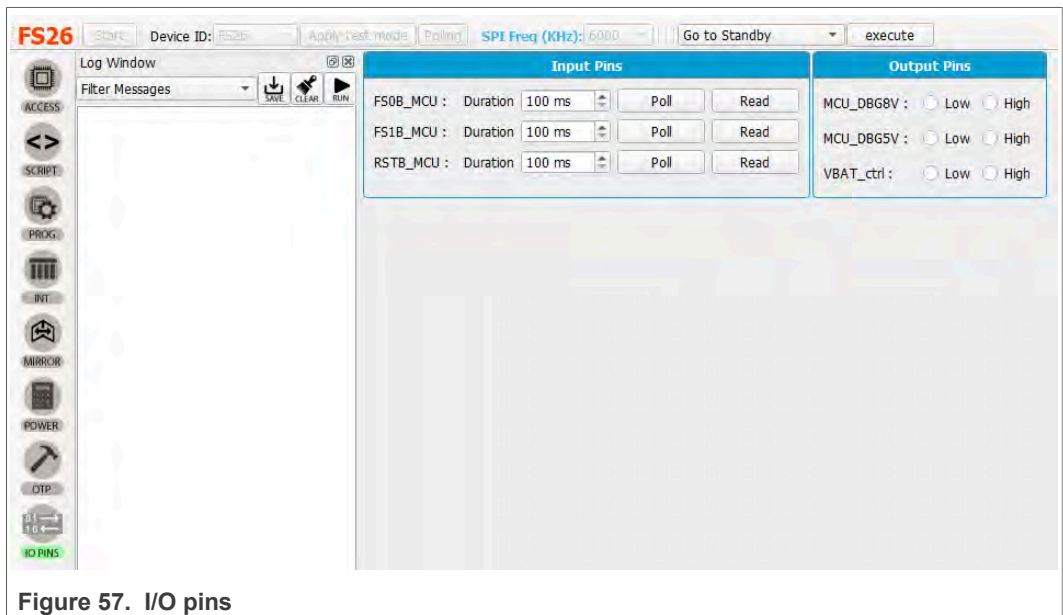 FS26 Start Device ID: FS26 Apply test mode Polling SPI Freq (KHz): 6000 Go to Standby execute
Log Window
Filter Messages SAVE CLEAR RUN
ACCESS
SCRIPT
PROG
INT
MIRROR
POWER
OTP
IO PINS
Input Pins
FS0B_MCU : Duration 100 ms Poll Read
FS1B_MCU : Duration 100 ms Poll Read
RSTB_MCU : Duration 100 ms Poll Read
Output Pins
MCU_DBG8V : Low High
MCU_DBG5V : Low High
VBAT_ctrl : Low High
Figure 57. I/O pins